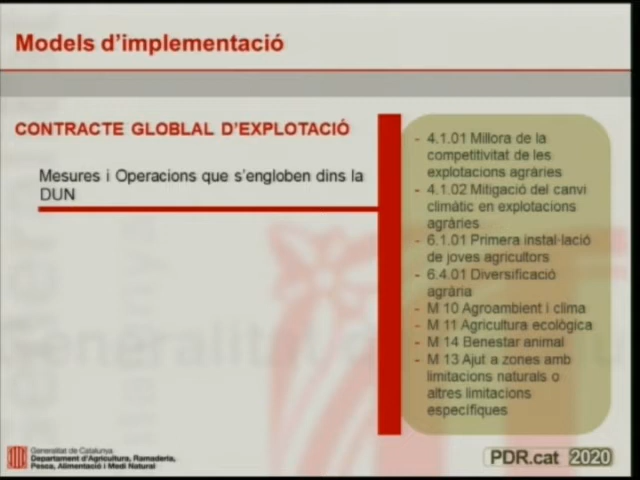 Models d'implementació
CONTRACTE GLOBLAL D'EXPLOTACIÓ
Mesures i Operacions que s'engloben dins la
DUN
- 4.1.01 Millora de la
competitivitat de les
explotacions agràries
- 4.1.02 Mitigació del canvi
climàtic en explotacions
agràries
- 6.1.01 Primera instal·lació
de joves agricultors
- 6.4.01 Diversificació
agrària
- M 10 Agroambient i clima
- M 11 Agricultura ecològica
- M 14 Benestar animal
- M 13 Ajut a zones amb
limitacions naturals o
altres limitacions
específiques
Generalitat de Catalunya
Departament d'Agricultura, Ramaderia,
Pesca, Alimentació i Medi Natural
PDR.cat 2020